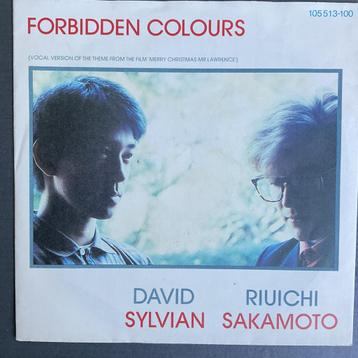 105 513-100
FORBIDDEN COLOURS
(VOCAL VERSION OF THE THEME FROM THE FILM 'MERRY CHRISTMAS MR LAWRENCE')
DAVID RIUICHI
SYLVIAN SAKAMOTO